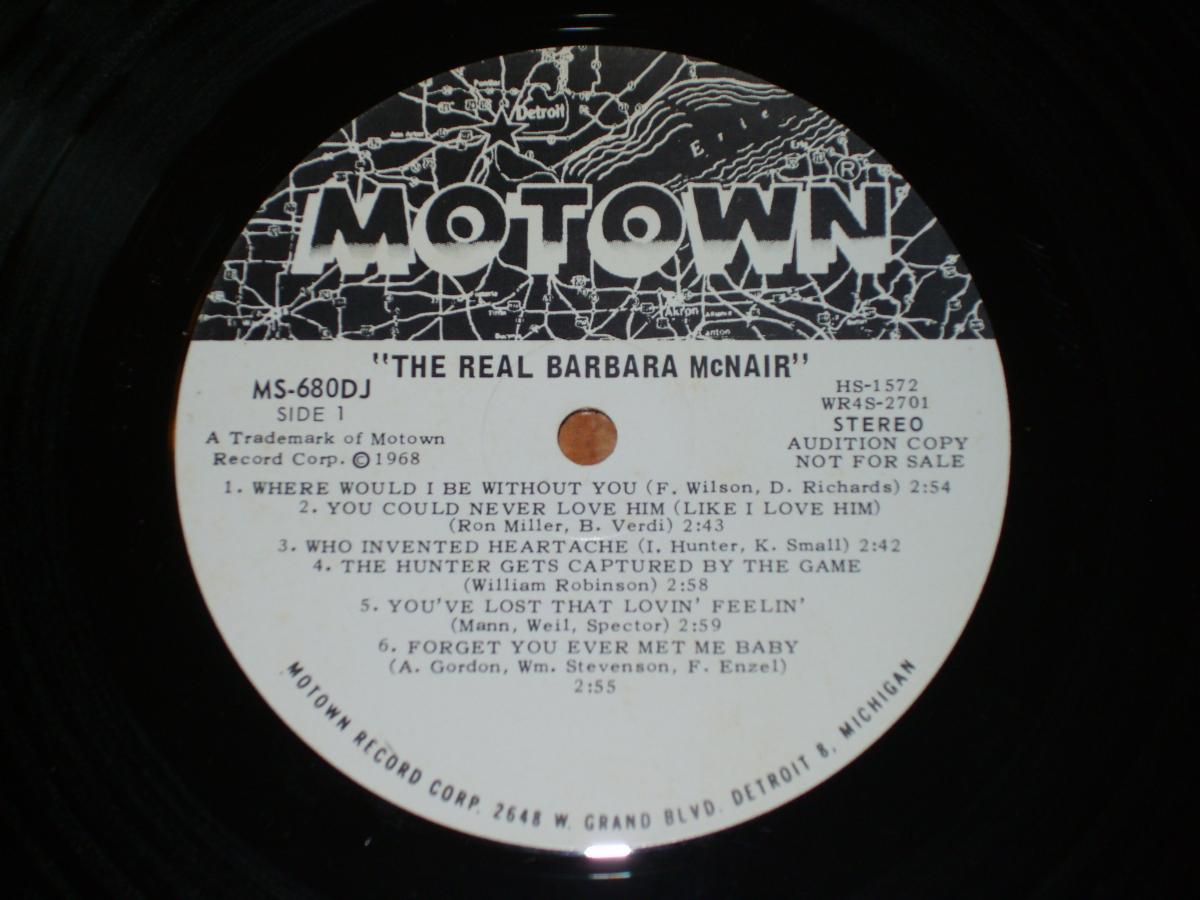 Detroit
Erie
MOTOWN®
Akron
"THE REAL BARBARA McNAIR"
MS-680DJ
SIDE 1
A Trademark of Motown
Record Corp. ©1968
HS-1572
WR4S-2701
STEREO
AUDITION COPY
NOT FOR SALE
1. WHERE WOULD I BE WITHOUT YOU (F. Wilson, D. Richards) 2:54
2. YOU COULD NEVER LOVE HIM (LIKE I LOVE HIM)
(Ron Miller, B. Verdi) 2:43
3. WHO INVENTED HEARTACHE (I. Hunter, K. Small) 2:42
4. THE HUNTER GETS CAPTURED BY THE GAME
(William Robinson) 2:58
5. YOU'VE LOST THAT LOVIN' FEELIN'
(Mann, Weil, Spector) 2:59
6. FORGET YOU EVER MET ME BABY
(A. Gordon, Wm. Stevenson, F. Enzel)
2:55
MOTOWN RECORD CORP. 2648 W. GRAND BLVD. DETROIT 8, MICHIGAN